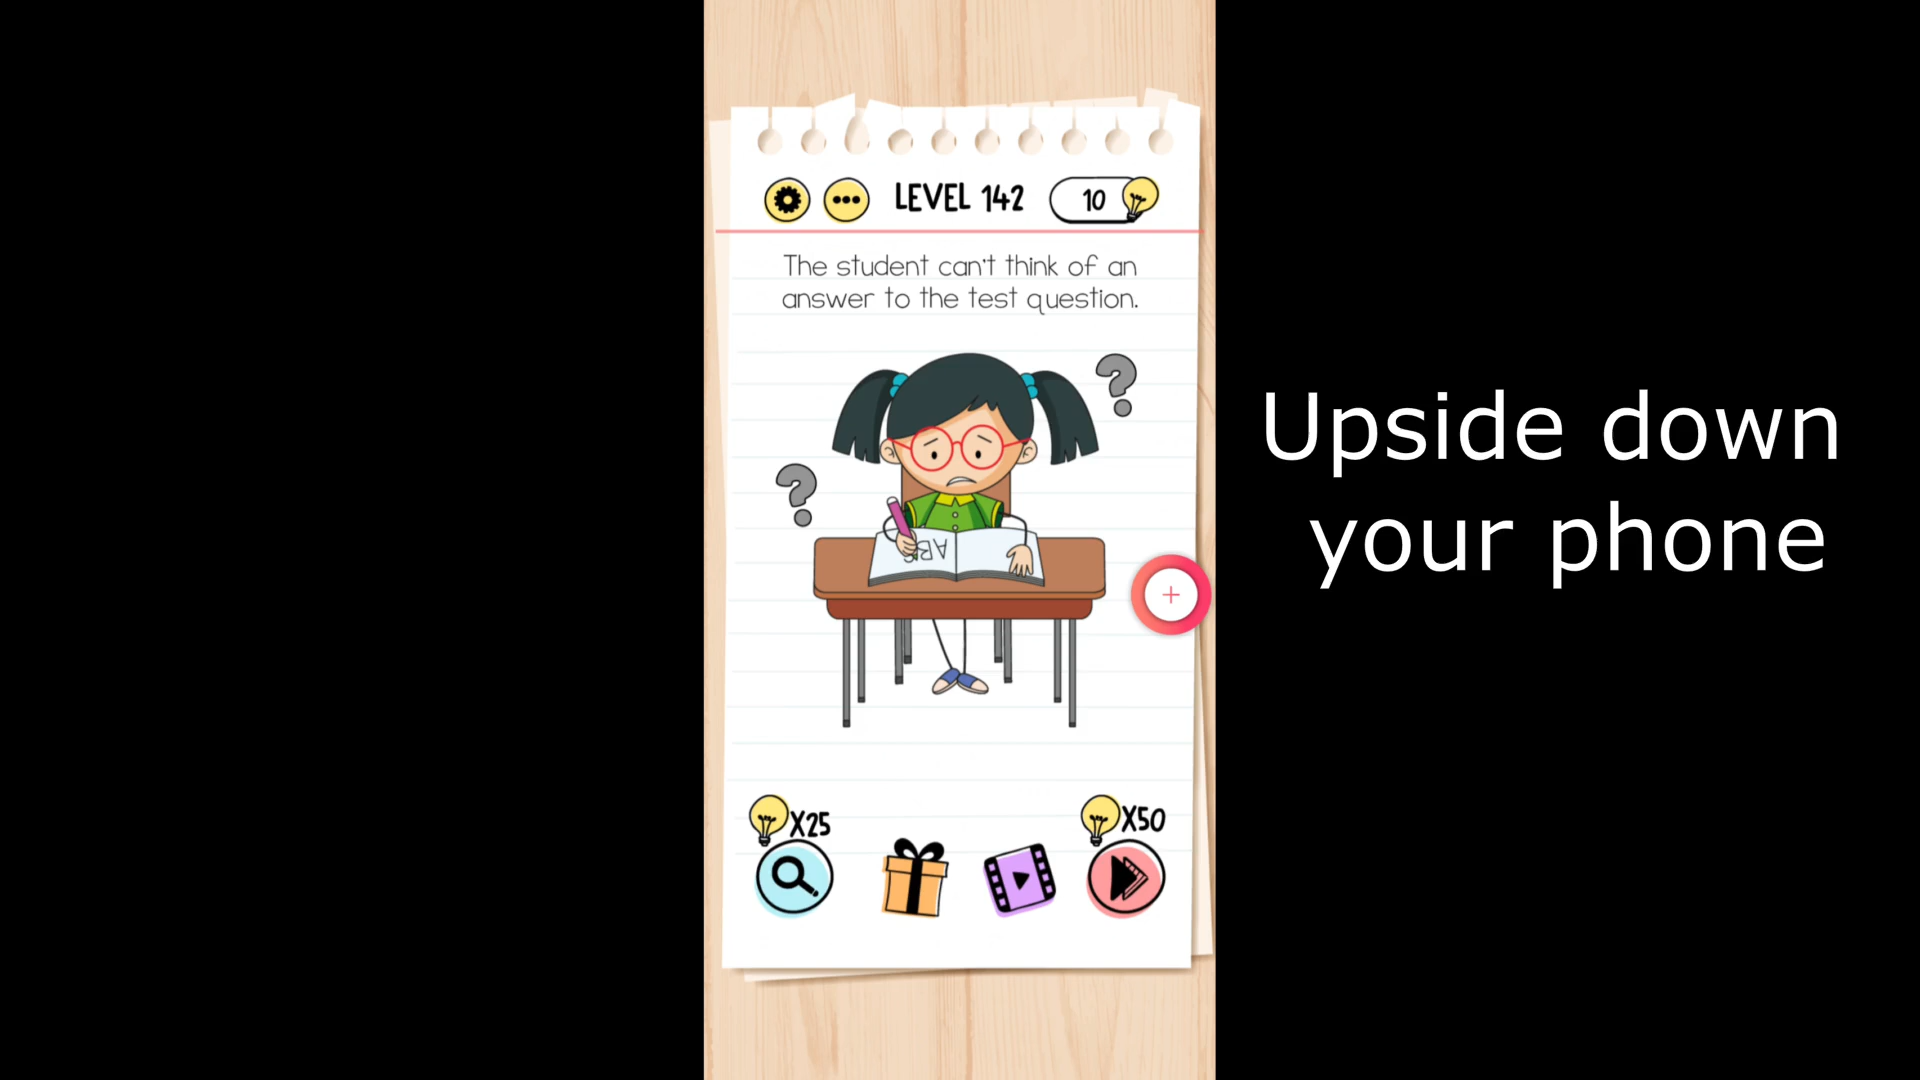 LEVEL 142
10
The student can't think of an
answer to the test question.
?
?
AB
X25
X50
Upside down
your phone